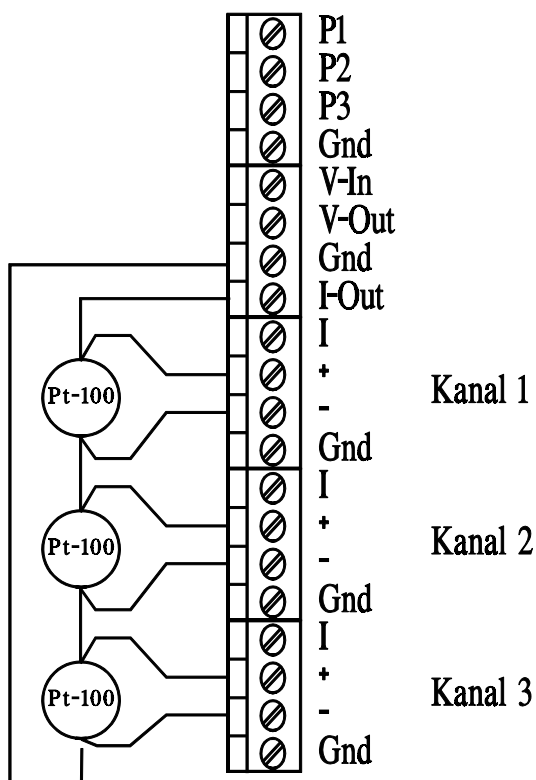 P1
P2
P3
Gnd
V-In
V-Out
Gnd
I-Out
I
+
Pt-100
Kanal 1
-
Gnd
I
+
Pt-100
Kanal 2
-
Gnd
I
+
Pt-100
Kanal 3
-
Gnd